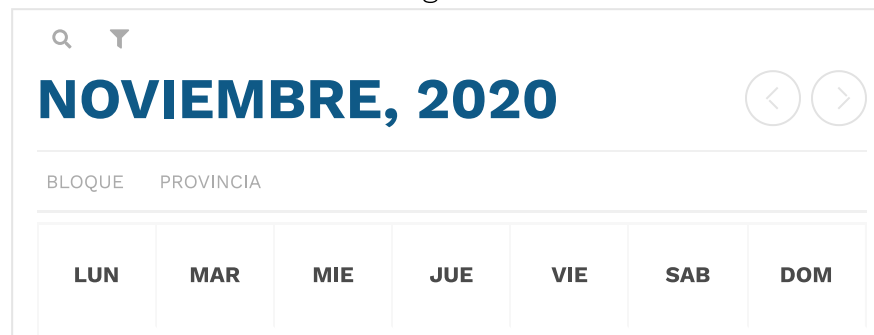 NOVIEMBRE, 2020
BLOQUE PROVINCIA
LUN MAR MIE JUE VIE SAB DOM